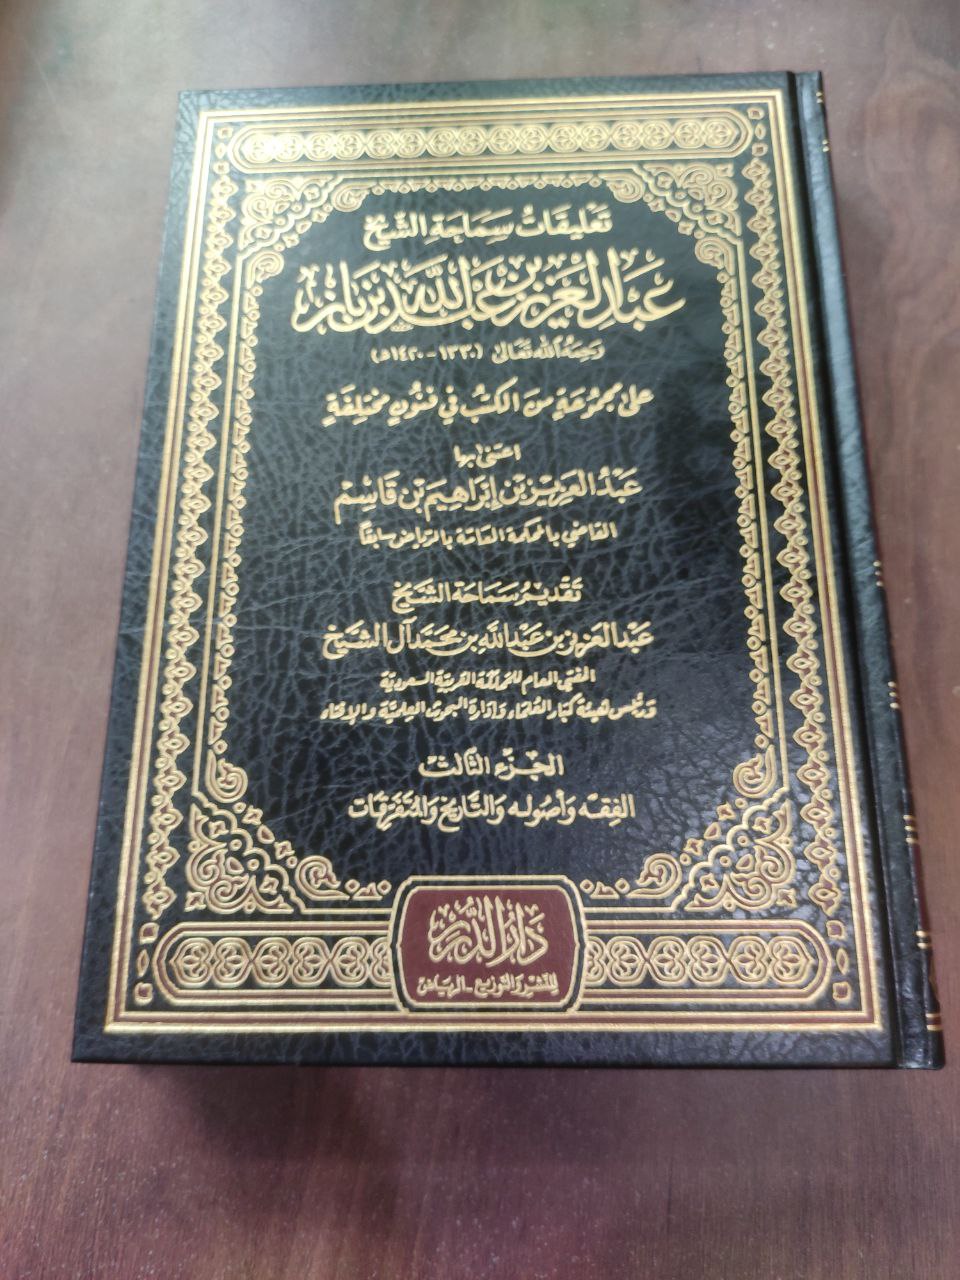 تعليقات سماحة الشيخ
عبد العزيز بن عبد الله بن باز
رحمه الله تعالى (١٣٣٠-١٤٢٠هـ)
على مجموعة من الكتب في فنون مختلفة
اعتنى بها
عبد العزيز بن إبراهيم بن قاسم
القاضي بالمحكمة العامة بالرياض سابقاً
تقديم سماحة الشيخ
عبد العزيز بن عبد الله بن محمد آل الشيخ
المفتي العام للمملكة العربية السعودية
ورئيس هيئة كبار العلماء وإدارة البحوث العلمية والإفتاء
الجزء الثالث
الفقه وأصوله والتاريخ والمتفرقات
دار الدرر
للنشر والتوزيع - الرياض